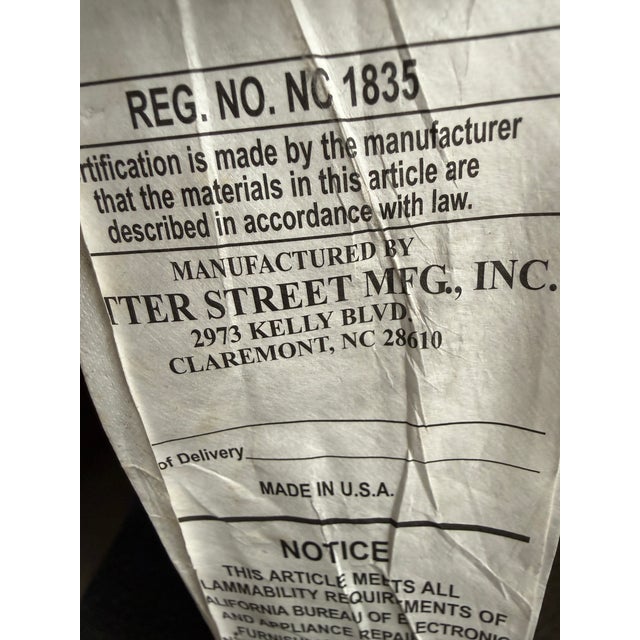 REG. NO. NC 1835
rtification is made by the manufacturer
that the materials in this article are
described in accordance with law.
MANUFACTURED BY
TTER STREET MFG., INC.
2973 KELLY BLVD.
CLAREMONT, NC 28610
of Delivery
MADE IN U.S.A.
NOTICE
THIS ARTICLE MEETS ALL
LAMMABILITY REQUIREMENTS OF
ALIFORNIA BUREAU OF ELECTRONIC
AND APPLIANCE REPAI